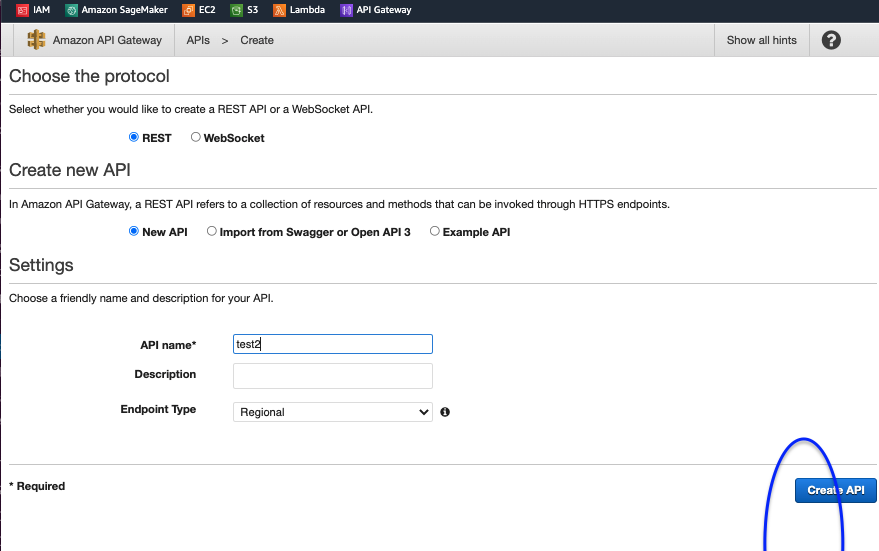 IAM Amazon SageMaker EC2 S3 Lambda API Gateway
Amazon API Gateway APIs > Create Show all hints ?
Choose the protocol
Select whether you would like to create a REST API or a WebSocket API.
REST WebSocket
Create new API
In Amazon API Gateway, a REST API refers to a collection of resources and methods that can be invoked through HTTPS endpoints.
New API Import from Swagger or Open API 3 Example API
Settings
Choose a friendly name and description for your API.
API name* test2
Description
Endpoint Type Regional
* Required Create API